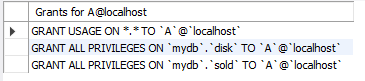 Grants for A@localhost
GRANT USAGE ON *.* TO `A`@`localhost`
GRANT ALL PRIVILEGES ON `mydb`.`disk` TO `A`@`localhost`
GRANT ALL PRIVILEGES ON `mydb`.`sold` TO `A`@`localhost`